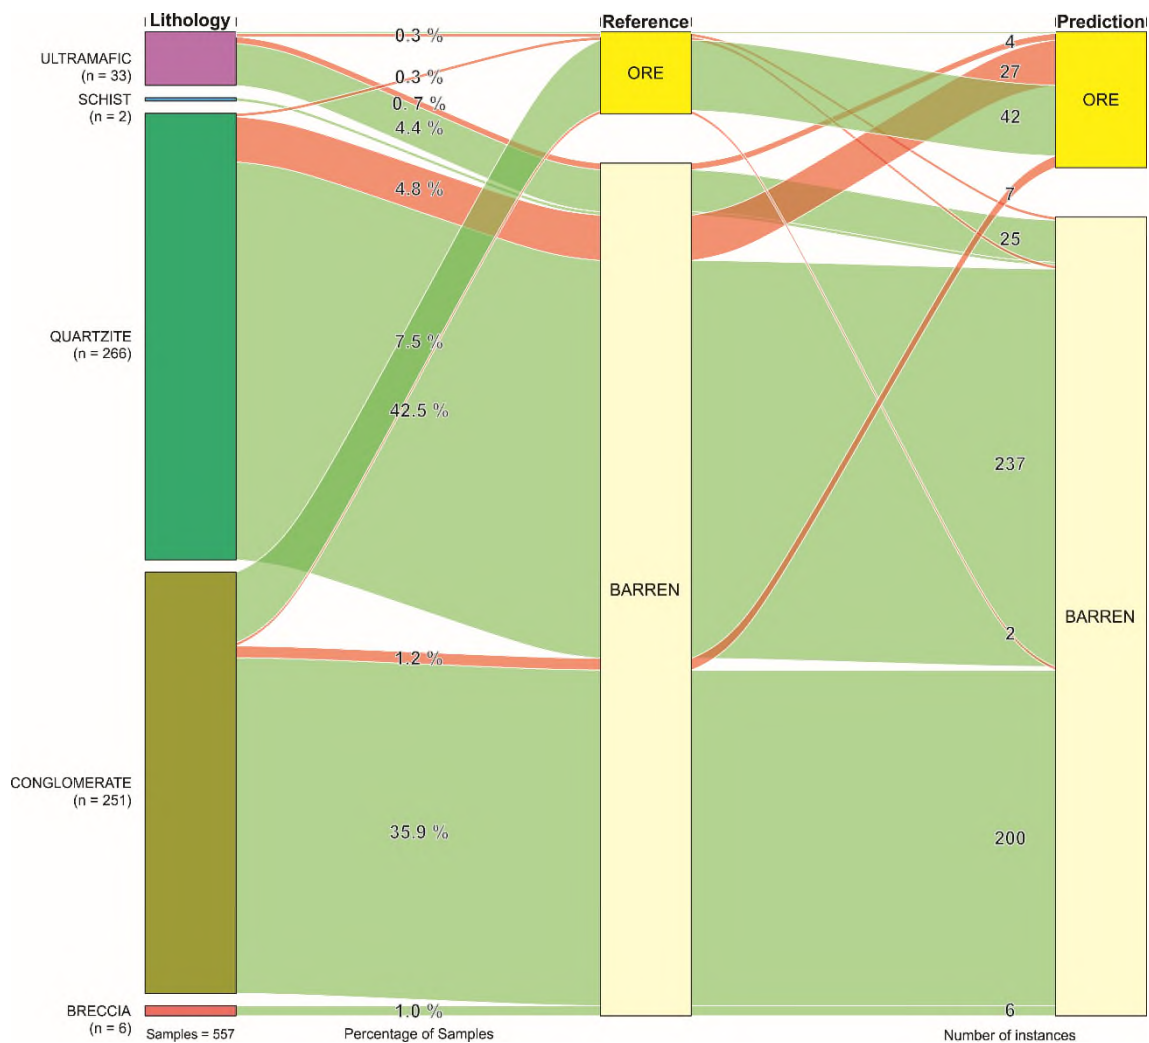 Lithology
Reference
Prediction
ULTRAMAFIC
(n = 33)
SCHIST
(n = 2)
QUARTZITE
(n = 266)
CONGLOMERATE
(n = 251)
BRECCIA
(n = 6)
0.3 %
0.3 %
0.7 %
4.4 %
4.8 %
7.5 %
42.5 %
1.2 %
35.9 %
1.0 %
ORE
BARREN
4
27
42
7
25
237
2
200
6
ORE
BARREN
Samples = 557
Percentage of Samples
Number of instances